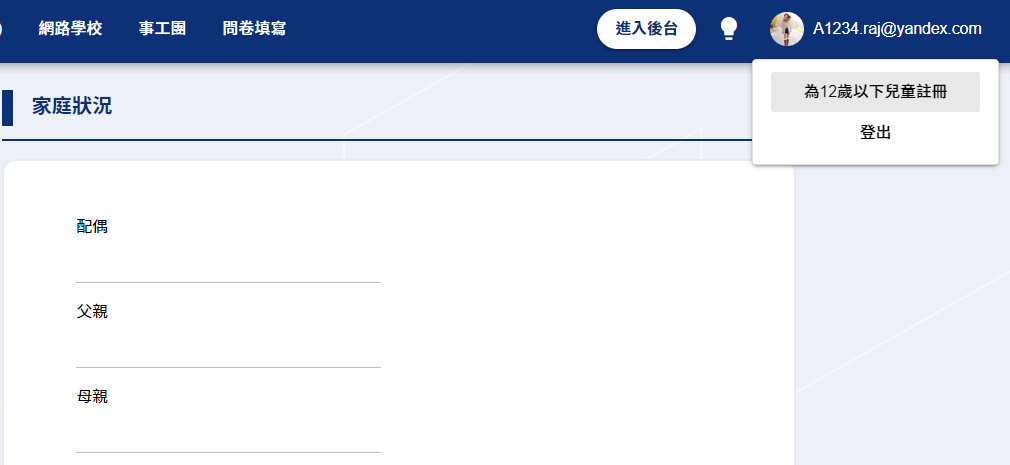 網路學校 事工團 問卷填寫 進入後台 A1234.raj@yandex.com
為12歲以下兒童註冊
家庭狀況
登出
配偶
父親
母親